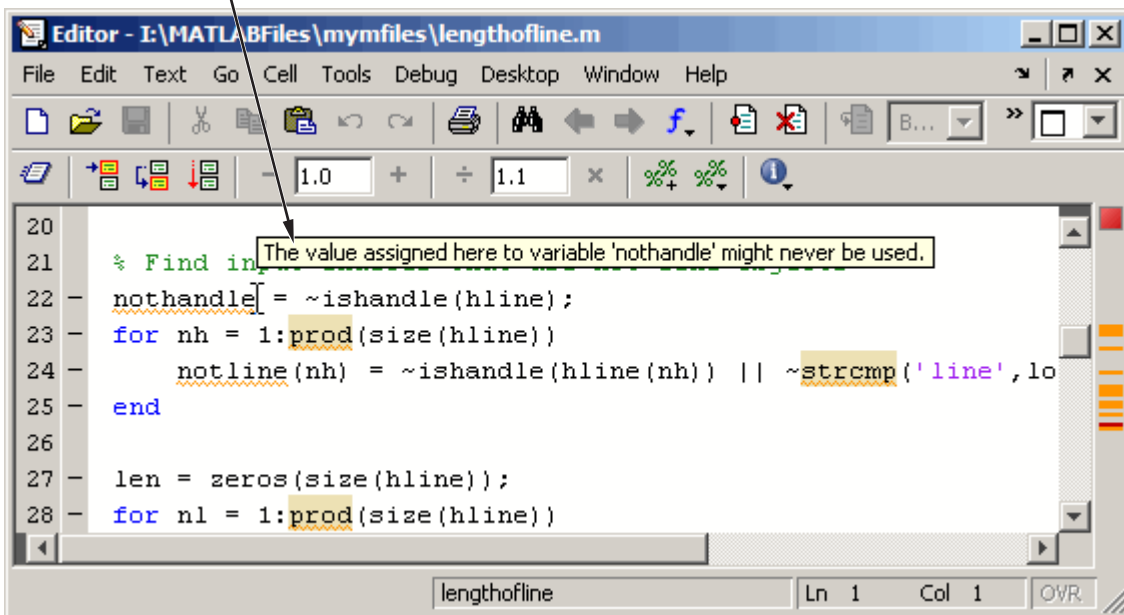 Editor - I:\MATLABFiles\mymfiles\lengthofline.m
File Edit Text Go Cell Tools Debug Desktop Window Help
B...
1.0
1.1
The value assigned here to variable 'nothandle' might never be used.
20
21 % Find
22 - nothandle = ~ishandle(hline);
23 - for nh = 1:prod(size(hline))
24 - notline(nh) = ~ishandle(hline(nh)) || ~strcmp('line',lo
25 - end
26
27 - len = zeros(size(hline));
28 - for nl = 1:prod(size(hline))
lengthofline Ln 1 Col 1 OVR